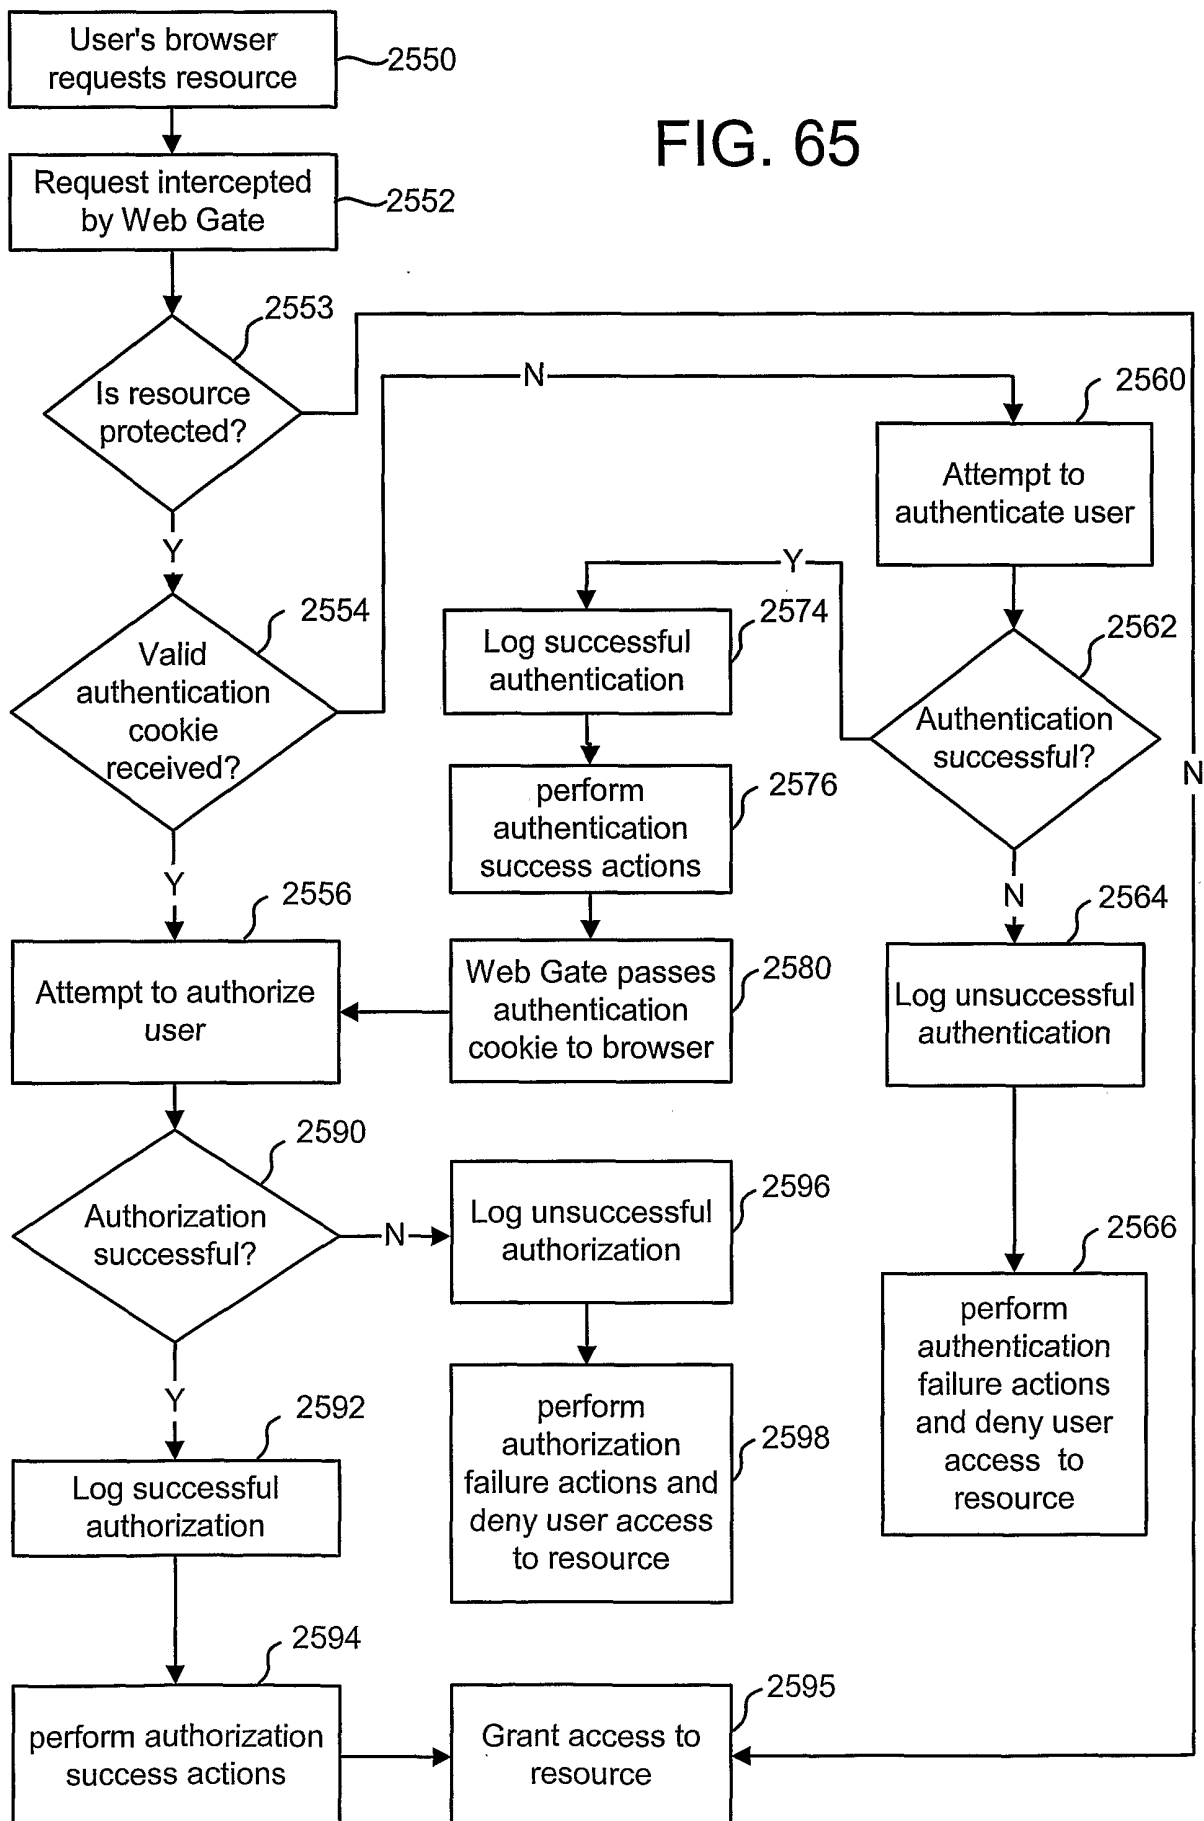 User's browser
requests resource
2550
FIG. 65
Request intercepted
by Web Gate
2552
2553
Is resource
protected?
N
2560
Attempt to
authenticate user
Y
Y
2554
Valid
authentication
cookie
received?
2574
Log successful
authentication
2562
Authentication
successful?
N
2576
perform
authentication
success actions
Y
N
2556
Attempt to authorize
user
2580
Web Gate passes
authentication
cookie to browser
2564
Log unsuccessful
authentication
2590
Authorization
successful?
N
2596
Log unsuccessful
authorization
2566
perform
authentication
failure actions
and deny user
access to
resource
Y
2592
Log successful
authorization
2598
perform
authorization
failure actions and
deny user access
to resource
2594
perform authorization
success actions
2595
Grant access to
resource